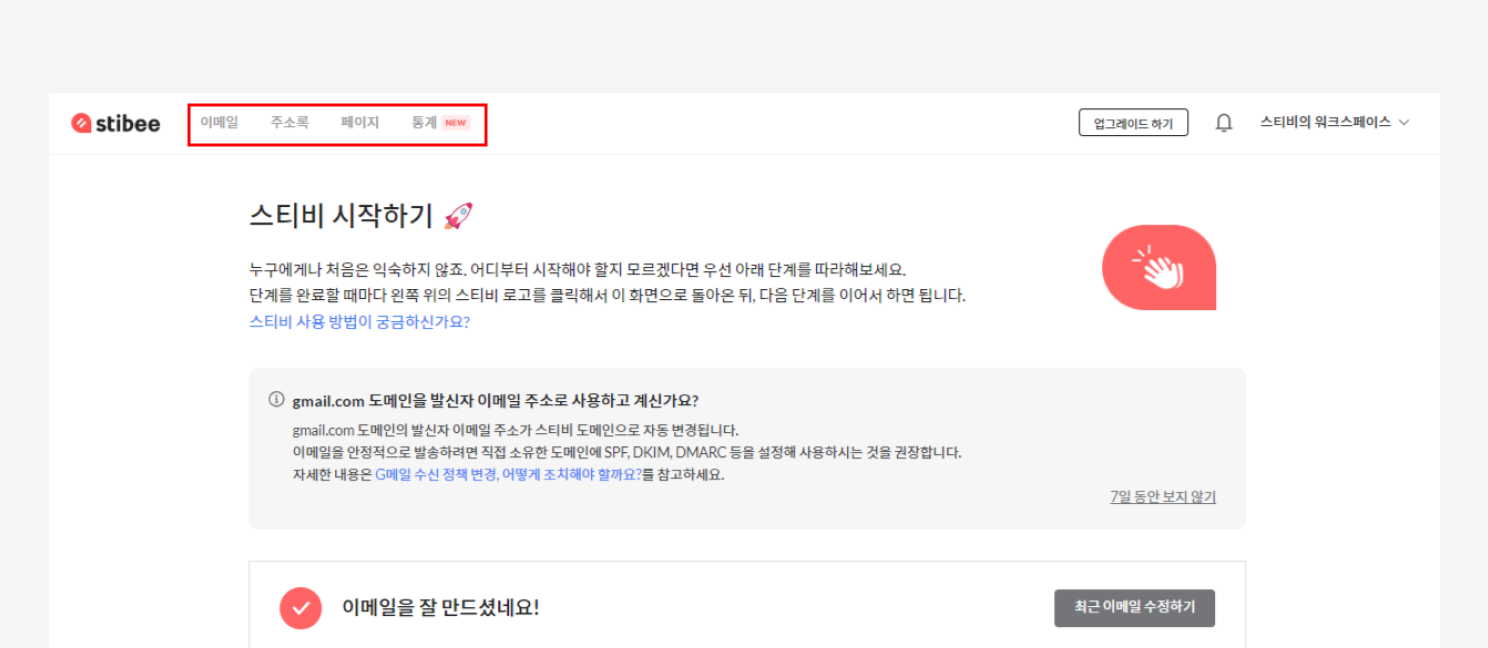 stibee 이메일 주소록 페이지 통계 NEW 업그레이드 하기 스티비의 워크스페이스
스티비 시작하기 🚀
누구에게나 처음은 익숙하지 않죠. 어디부터 시작해야 할지 모르겠다면 우선 아래 단계를 따라해보세요.
단계를 완료할 때마다 왼쪽 위의 스티비 로고를 클릭해서 이 화면으로 돌아온 뒤, 다음 단계를 이어서 하면 됩니다.
스티비 사용 방법이 궁금하신가요?
gmail.com 도메인을 발신자 이메일 주소로 사용하고 계신가요?
gmail.com 도메인의 발신자 이메일 주소가 스티비 도메인으로 자동 변경됩니다.
이메일을 안정적으로 발송하려면 직접 소유한 도메인에 SPF, DKIM, DMARC 등을 설정해 사용하시는 것을 권장합니다.
자세한 내용은 G메일 수신 정책 변경, 어떻게 조치해야 할까요?를 참고하세요.
7일 동안 보지 않기
이메일을 잘 만드셨네요! 최근 이메일 수정하기